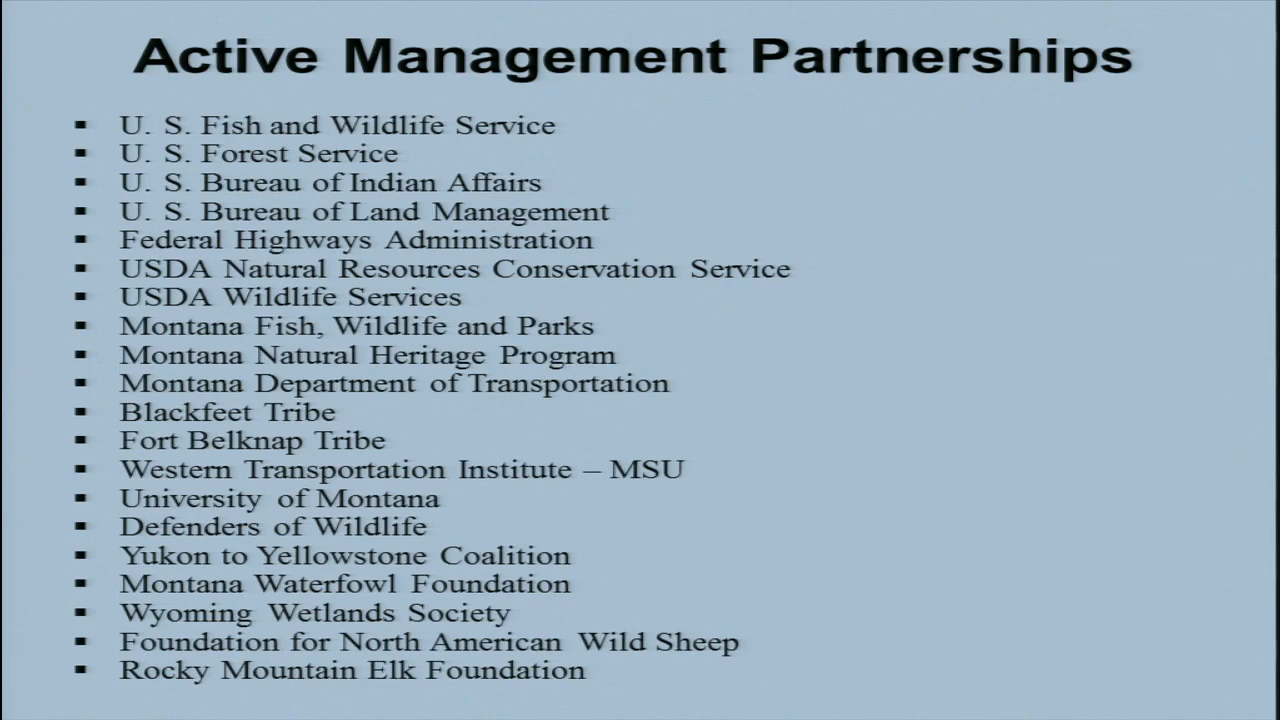 Active Management Partnerships
▪ U. S. Fish and Wildlife Service
▪ U. S. Forest Service
▪ U. S. Bureau of Indian Affairs
▪ U. S. Bureau of Land Management
▪ Federal Highways Administration
▪ USDA Natural Resources Conservation Service
▪ USDA Wildlife Services
▪ Montana Fish, Wildlife and Parks
▪ Montana Natural Heritage Program
▪ Montana Department of Transportation
▪ Blackfeet Tribe
▪ Fort Belknap Tribe
▪ Western Transportation Institute – MSU
▪ University of Montana
▪ Defenders of Wildlife
▪ Yukon to Yellowstone Coalition
▪ Montana Waterfowl Foundation
▪ Wyoming Wetlands Society
▪ Foundation for North American Wild Sheep
▪ Rocky Mountain Elk Foundation